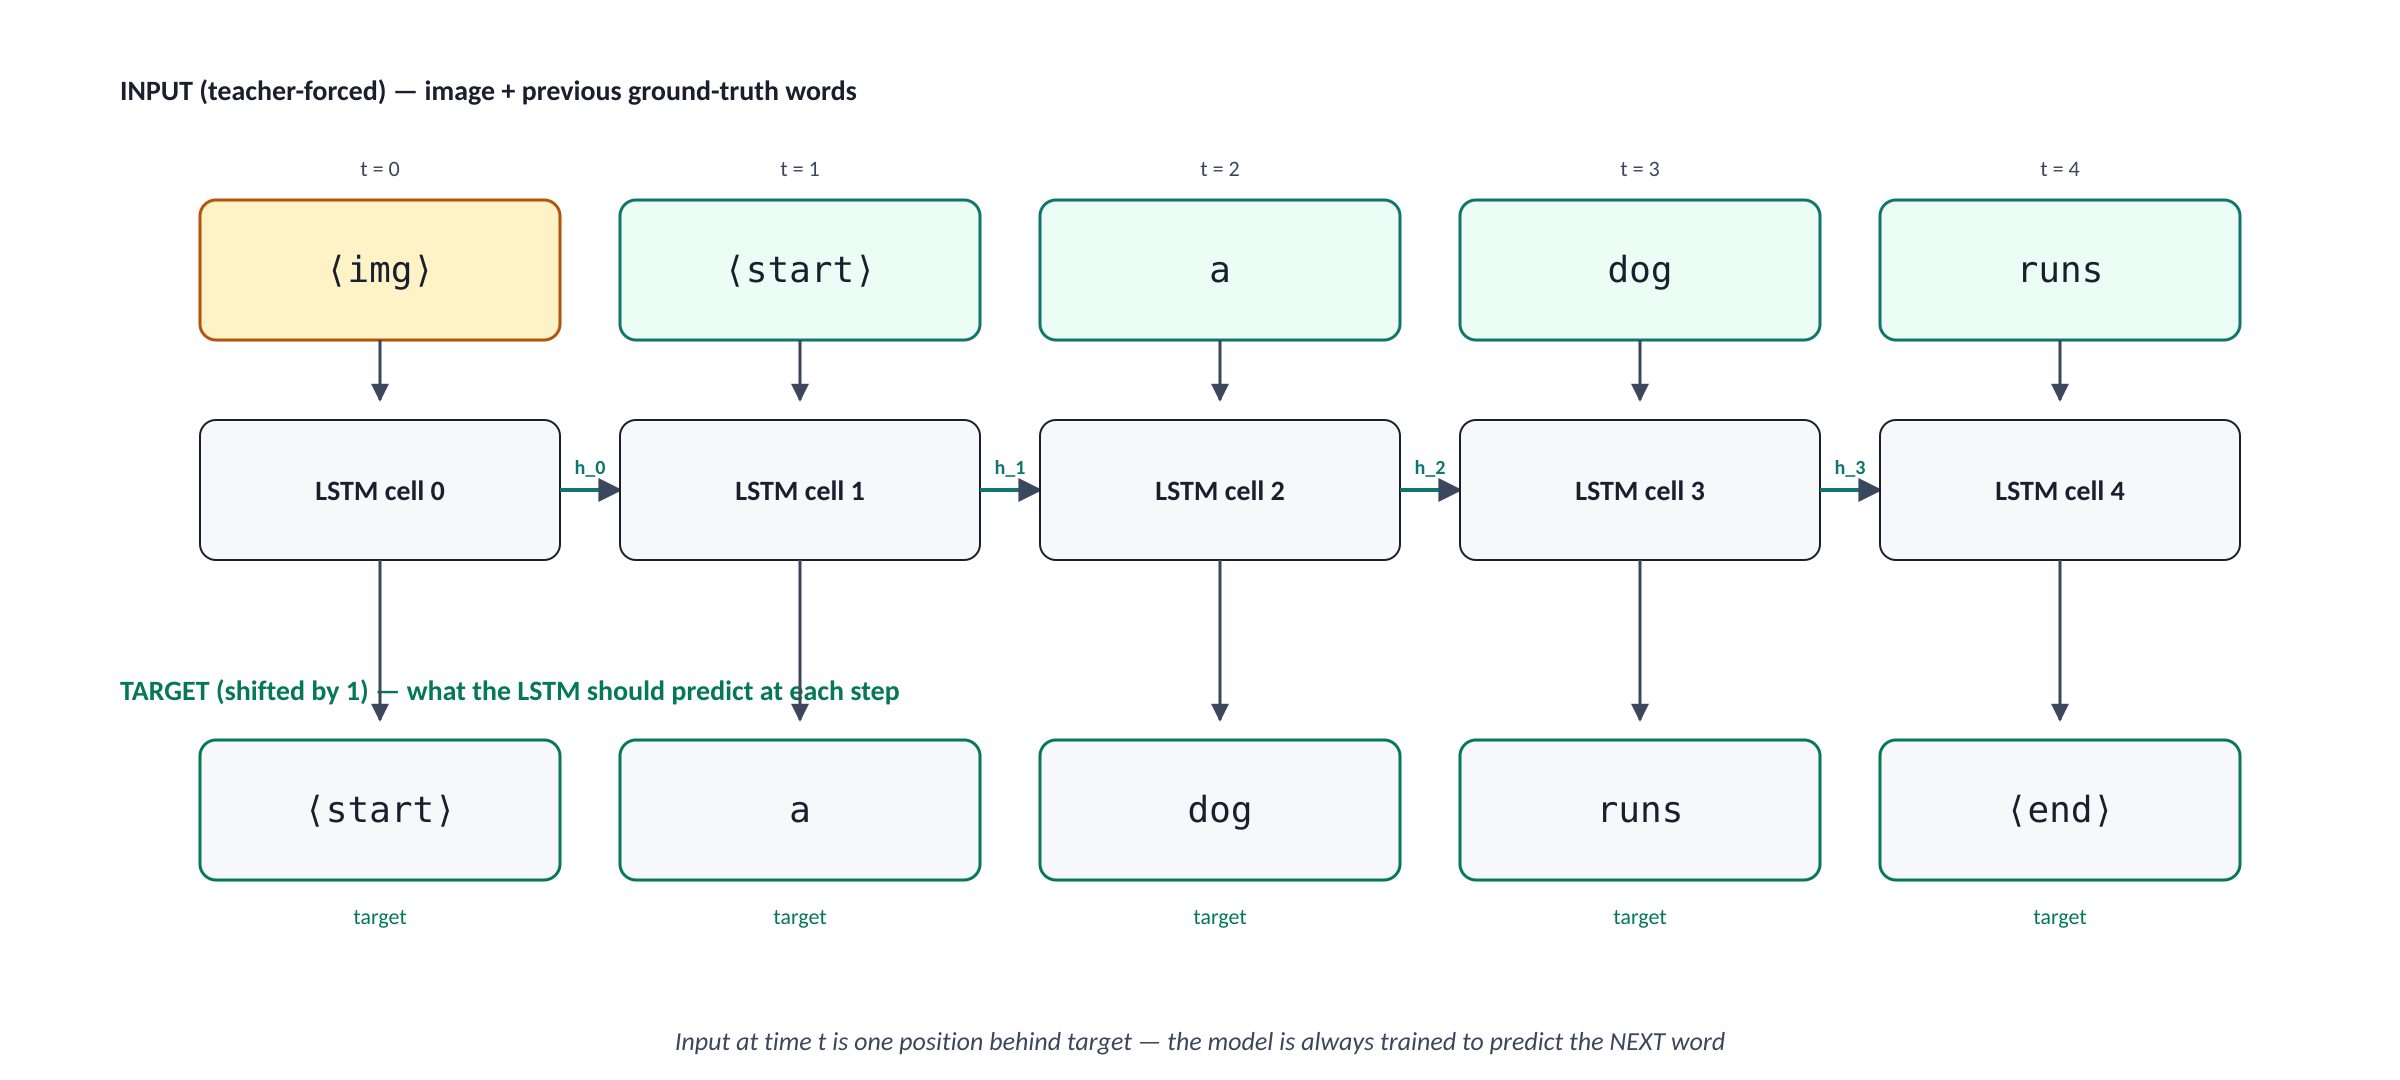 INPUT (teacher-forced) — image + previous ground-truth words
t = 0
t = 1
t = 2
t = 3
t = 4
⟨img⟩
⟨start⟩
a
dog
runs
h_0
h_1
h_2
h_3
LSTM cell 0
LSTM cell 1
LSTM cell 2
LSTM cell 3
LSTM cell 4
TARGET (shifted by 1) — what the LSTM should predict at each step
⟨start⟩
a
dog
runs
⟨end⟩
target
target
target
target
target
Input at time t is one position behind target — the model is always trained to predict the NEXT word